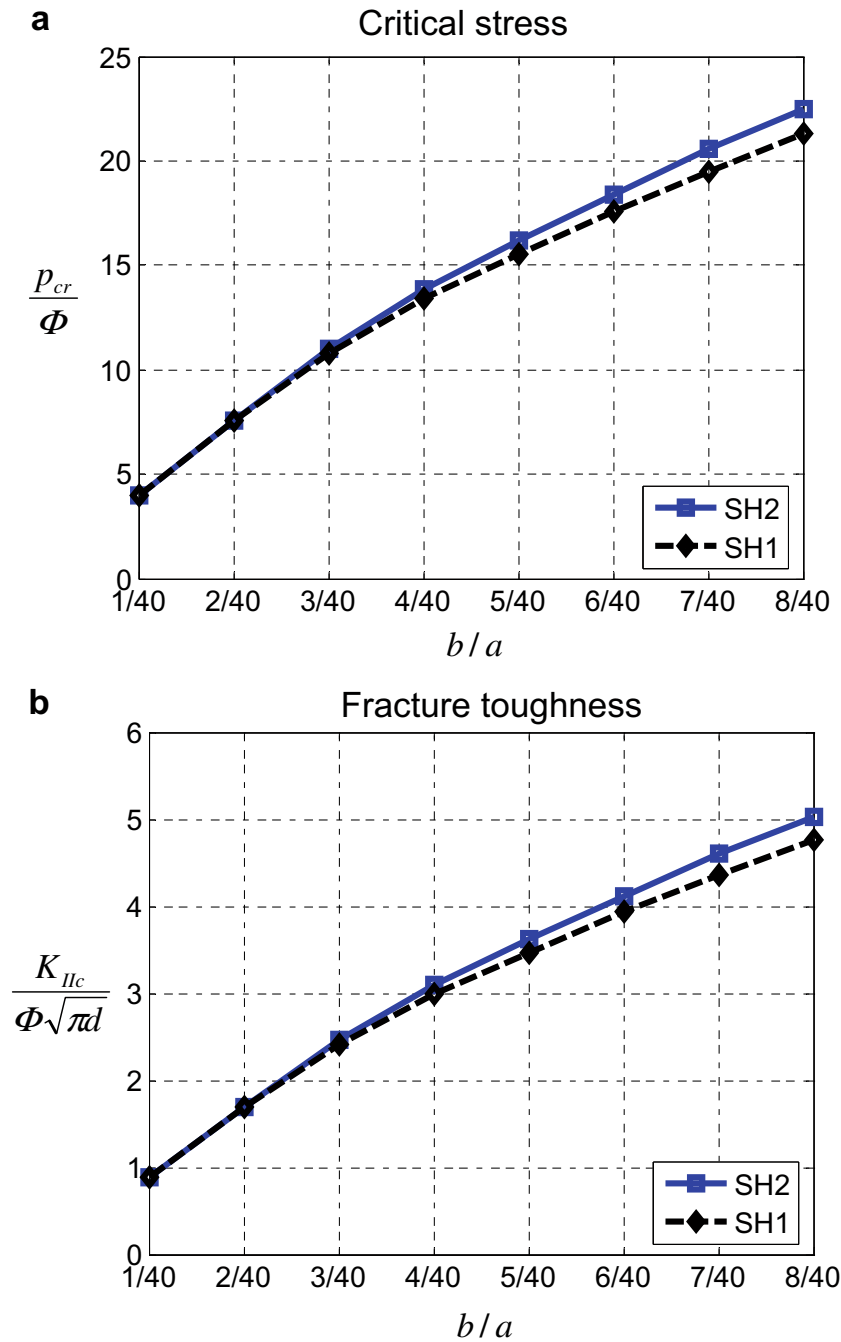 a
Critical stress
25
20
15
10
5
0
p_cr
Φ
SH2
SH1
1/40 2/40 3/40 4/40 5/40 6/40 7/40 8/40
b / a
b
Fracture toughness
6
5
4
3
2
1
0
K_IIc
Φ√πd
SH2
SH1
1/40 2/40 3/40 4/40 5/40 6/40 7/40 8/40
b / a